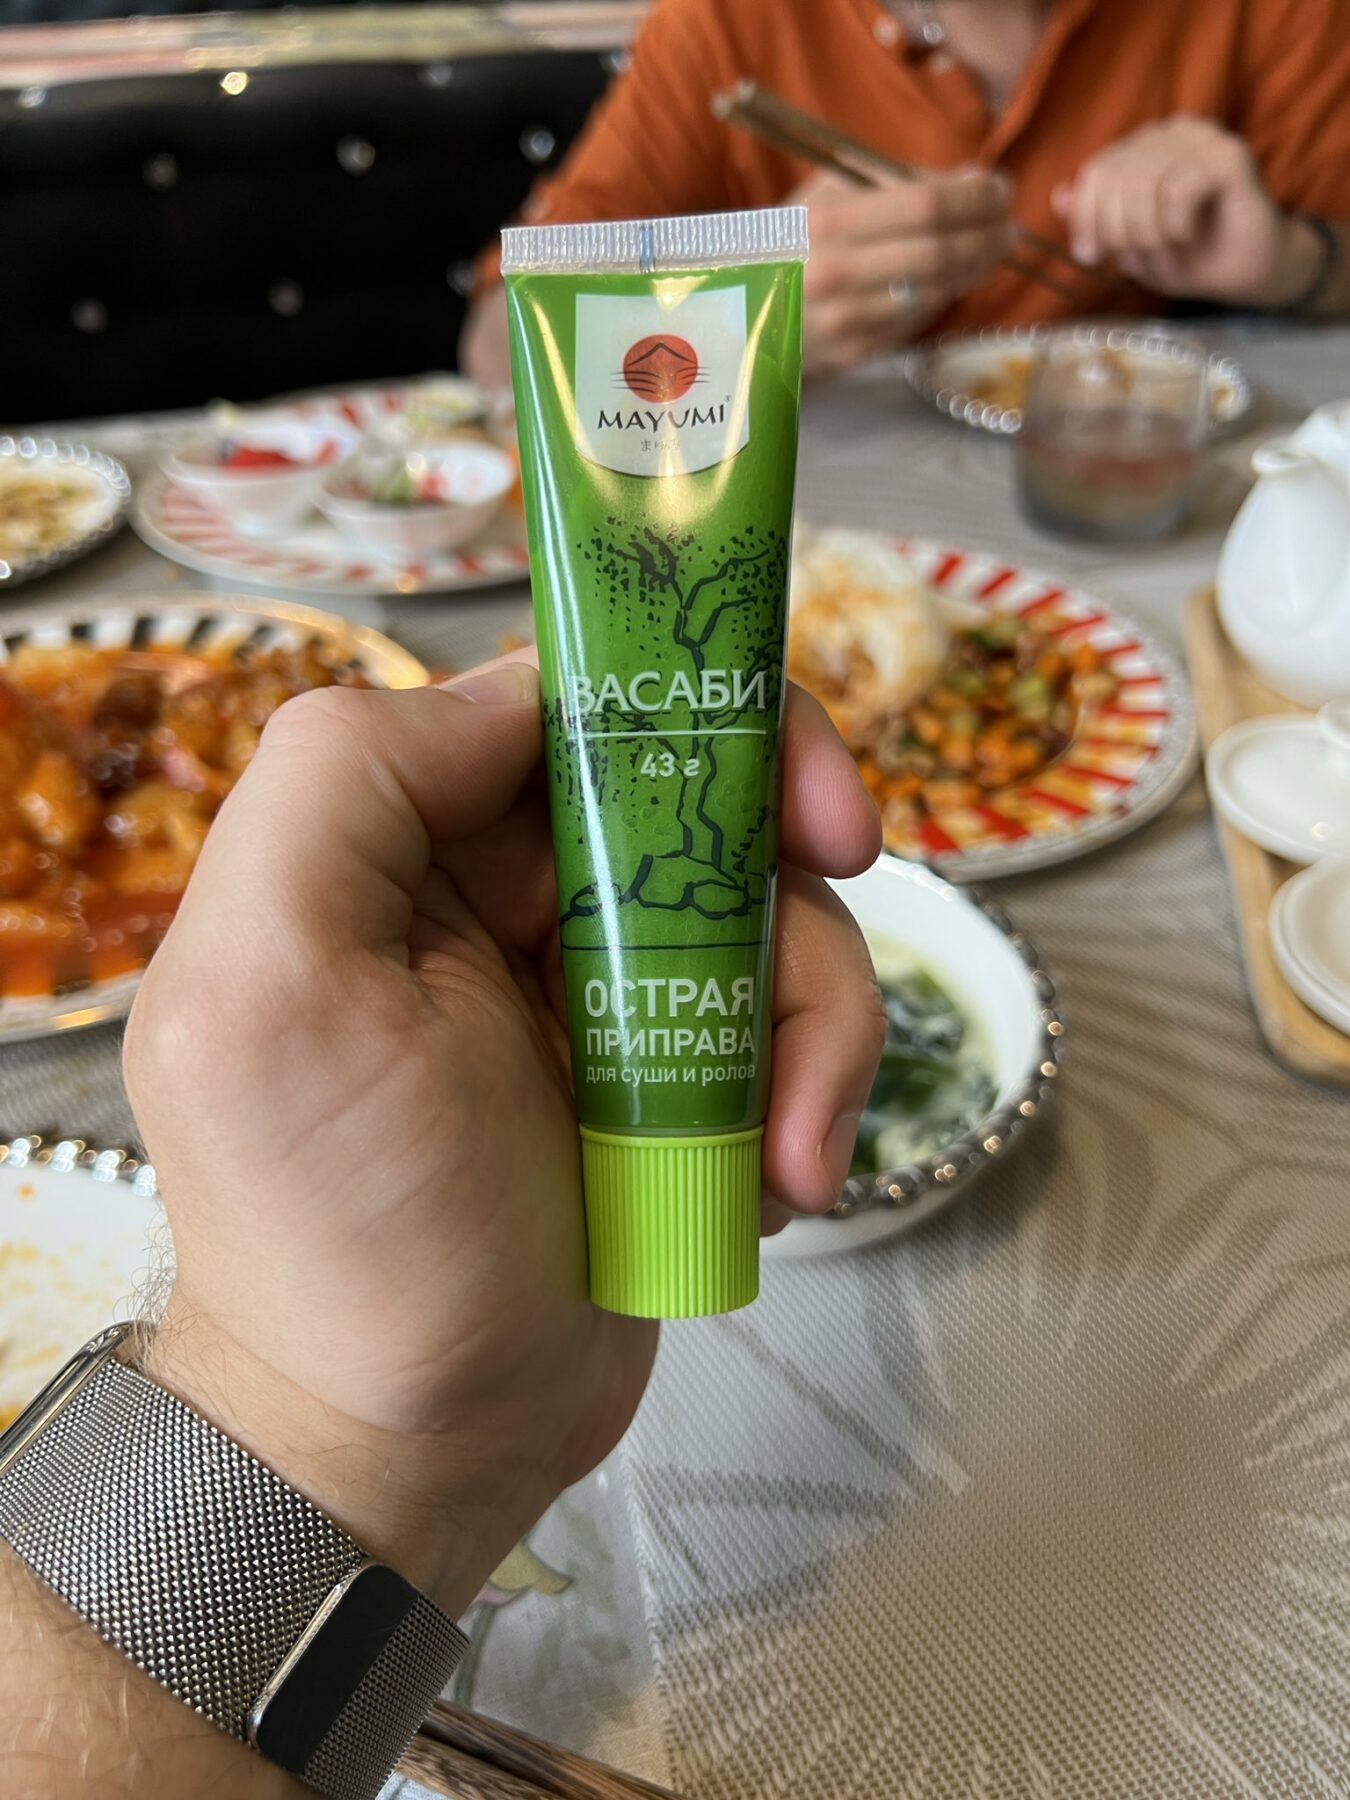 MAYUMI®
まゆみ
ВАСАБИ
43 г
ОСТРАЯ
ПРИПРАВА
для суши и ролов